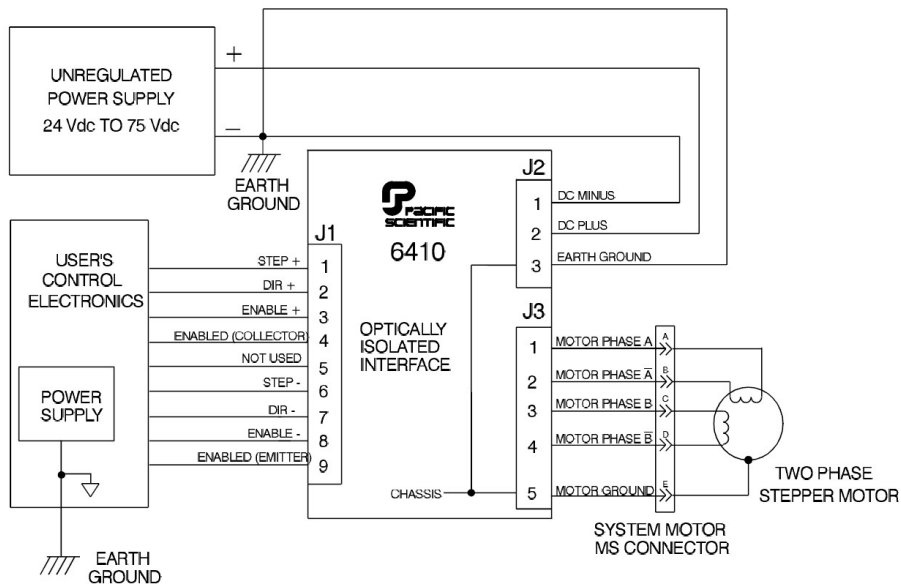 UNREGULATED
POWER SUPPLY
24 Vdc TO 75 Vdc
+
−
EARTH
GROUND
J2
1 DC MINUS
2 DC PLUS
3 EARTH GROUND
PACIFIC
SCIENTIFIC
6410
OPTICALLY
ISOLATED
INTERFACE
USER'S
CONTROL
ELECTRONICS
POWER
SUPPLY
J1
STEP + 1
DIR + 2
ENABLE + 3
ENABLED (COLLECTOR) 4
NOT USED 5
STEP - 6
DIR - 7
ENABLE - 8
ENABLED (EMITTER) 9
EARTH
GROUND
CHASSIS
J3
1 MOTOR PHASE A A
2 MOTOR PHASE A̅ B
3 MOTOR PHASE B C
4 MOTOR PHASE B̅ D
5 MOTOR GROUND E
TWO PHASE
STEPPER MOTOR
SYSTEM MOTOR
MS CONNECTOR